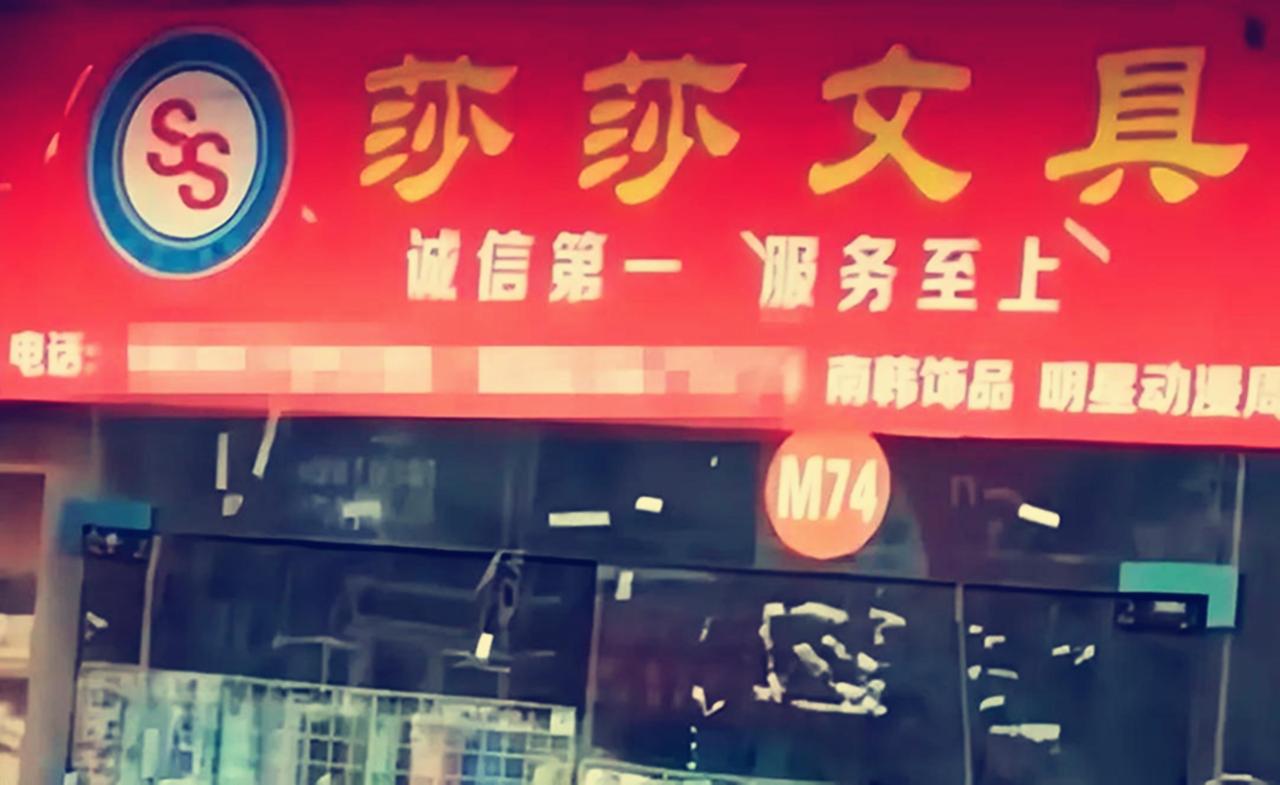 SS
莎莎文具
诚信第一 服务至上
电话:
南韩饰品 明星动漫周
M74